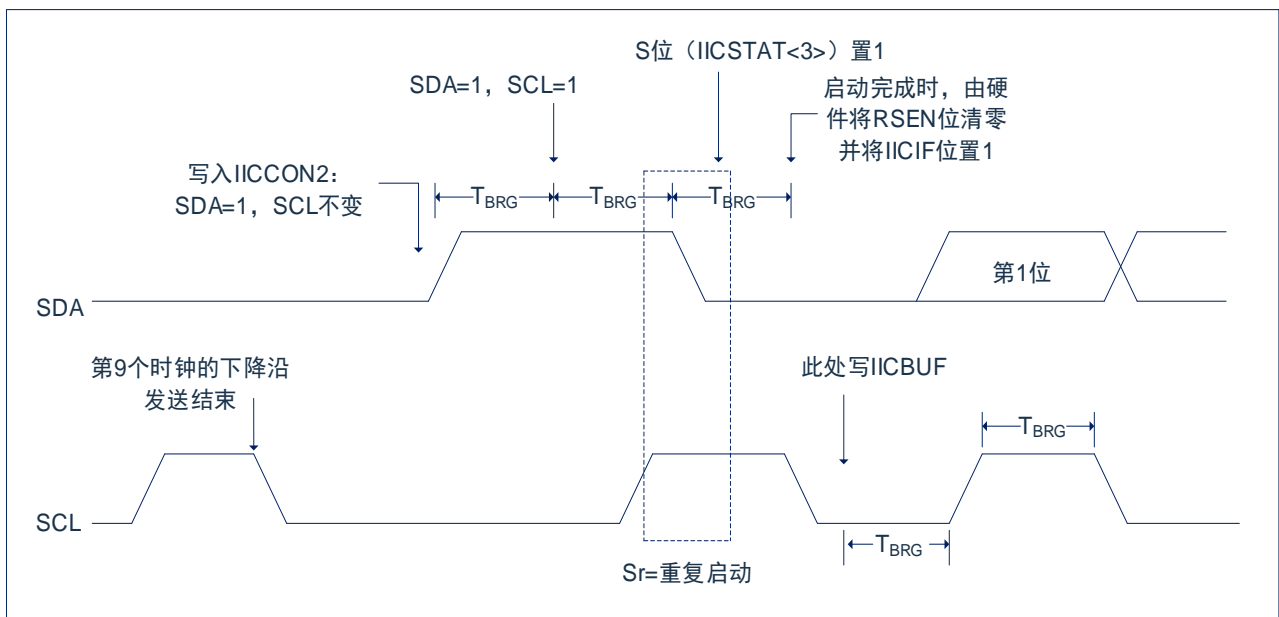 S位（IICSTAT<3>）置1
SDA=1，SCL=1
启动完成时，由硬
件将RSEN位清零
并将IICIF位置1
写入IICCON2：
SDA=1，SCL不变
TBRG
TBRG
TBRG
第1位
SDA
第9个时钟的下降沿
发送结束
此处写IICBUF
TBRG
SCL
TBRG
Sr=重复启动